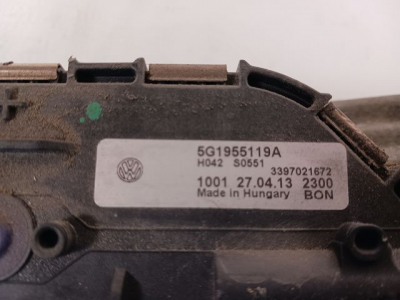 5G1955119A
H042 S0551
3397021672
1001 27.04.13 2300
Made in Hungary BON